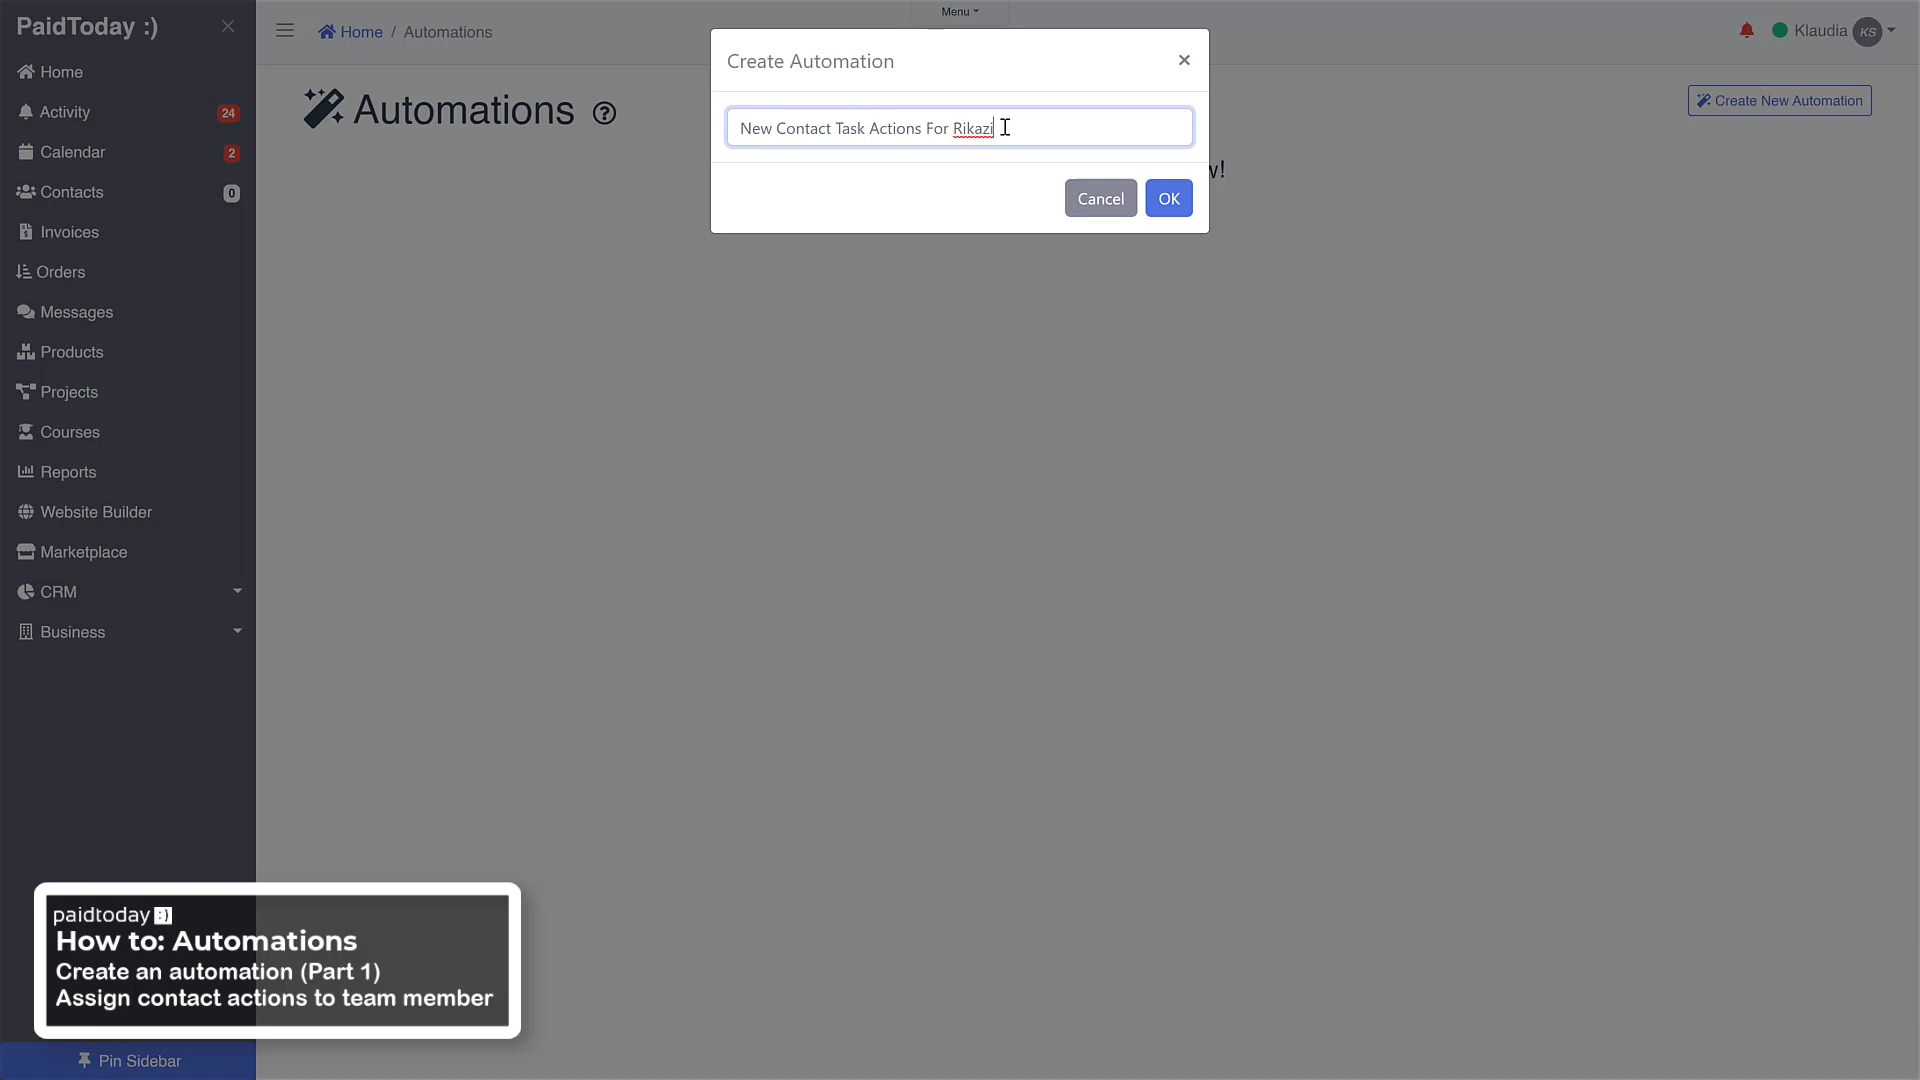 PaidToday :)
Home
Activity 24
Calendar 2
Contacts 0
Invoices
Orders
Messages
Products
Projects
Courses
Reports
Website Builder
Marketplace
CRM
Business
Pin Sidebar
Menu
Home / Automations
Klaudia KS
Automations ?
Create New Automation
Create Automation ×
New Contact Task Actions For Rikazi
w!
Cancel OK
paidtoday :)
How to: Automations
Create an automation (Part 1)
Assign contact actions to team member